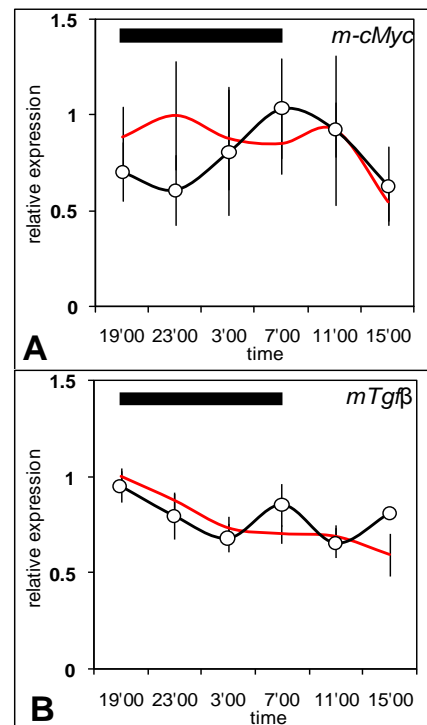 1.5
m-cMyc
1
0.5
0
relative expression
19'00 23'00 3'00 7'00 11'00 15'00
time
A
1.5
mTgfβ
1
0.5
0
relative expression
19'00 23'00 3'00 7'00 11'00 15'00
time
B